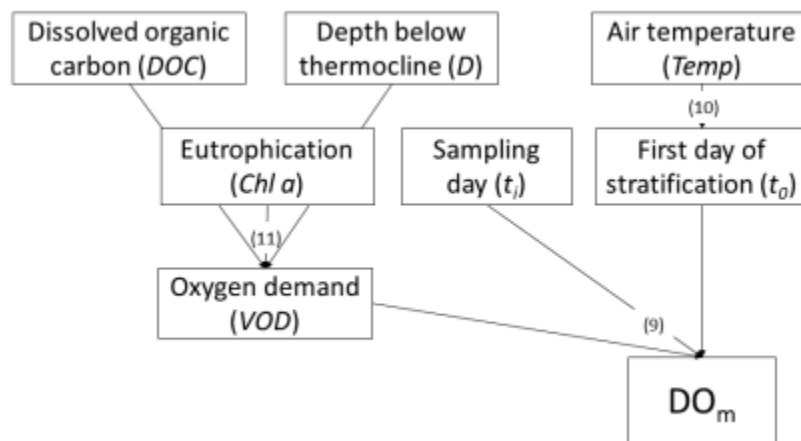 Dissolved organic
carbon (DOC)
Depth below
thermocline (D)
Air temperature
(Temp)
(10)
Eutrophication
(Chl a)
Sampling
day (tᵢ)
First day of
stratification (t₀)
(11)
Oxygen demand
(VOD)
(9)
DOₘ